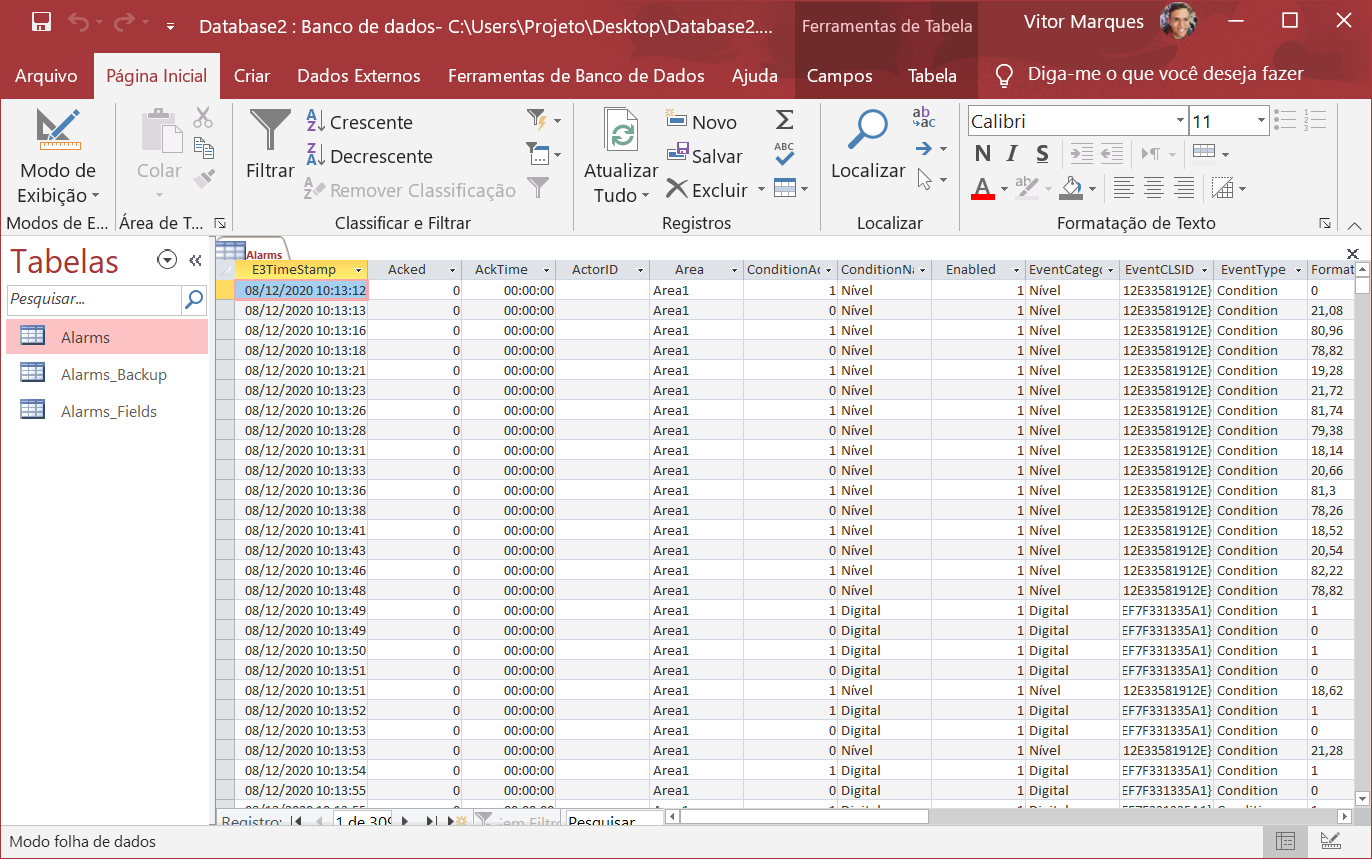 Database2 : Banco de dados- C:\Users\Projeto\Desktop\Database2.... Ferramentas de Tabela Vitor Marques
Arquivo Página Inicial Criar Dados Externos Ferramentas de Banco de Dados Ajuda Campos Tabela Diga-me o que você deseja fazer
Modo de Exibição
Colar
Filtrar
Crescente
Decrescente
Remover Classificação
Atualizar Tudo
Novo
Salvar
Excluir
Localizar
Calibri 11
N I S
Modos de E... Área de T... Classificar e Filtrar Registros Localizar Formatação de Texto
Tabelas
Pesquisar...
Alarms
Alarms_Backup
Alarms_Fields
Alarms
E3TimeStamp Acked AckTime ActorID Area ConditionAc ConditionNa Enabled EventCatego EventCLSID EventType Format
08/12/2020 10:13:12 0 00:00:00 Area1 1 Nível 1 Nível 12E33581912E} Condition 0
08/12/2020 10:13:13 0 00:00:00 Area1 0 Nível 1 Nível 12E33581912E} Condition 21,08
08/12/2020 10:13:16 0 00:00:00 Area1 1 Nível 1 Nível 12E33581912E} Condition 80,96
08/12/2020 10:13:18 0 00:00:00 Area1 0 Nível 1 Nível 12E33581912E} Condition 78,82
08/12/2020 10:13:21 0 00:00:00 Area1 1 Nível 1 Nível 12E33581912E} Condition 19,28
08/12/2020 10:13:23 0 00:00:00 Area1 0 Nível 1 Nível 12E33581912E} Condition 21,72
08/12/2020 10:13:26 0 00:00:00 Area1 1 Nível 1 Nível 12E33581912E} Condition 81,74
08/12/2020 10:13:28 0 00:00:00 Area1 0 Nível 1 Nível 12E33581912E} Condition 79,38
08/12/2020 10:13:31 0 00:00:00 Area1 1 Nível 1 Nível 12E33581912E} Condition 18,14
08/12/2020 10:13:33 0 00:00:00 Area1 0 Nível 1 Nível 12E33581912E} Condition 20,66
08/12/2020 10:13:36 0 00:00:00 Area1 1 Nível 1 Nível 12E33581912E} Condition 81,3
08/12/2020 10:13:38 0 00:00:00 Area1 0 Nível 1 Nível 12E33581912E} Condition 78,26
08/12/2020 10:13:41 0 00:00:00 Area1 1 Nível 1 Nível 12E33581912E} Condition 18,52
08/12/2020 10:13:43 0 00:00:00 Area1 0 Nível 1 Nível 12E33581912E} Condition 20,54
08/12/2020 10:13:46 0 00:00:00 Area1 1 Nível 1 Nível 12E33581912E} Condition 82,22
08/12/2020 10:13:48 0 00:00:00 Area1 0 Nível 1 Nível 12E33581912E} Condition 78,82
08/12/2020 10:13:49 0 00:00:00 Area1 1 Digital 1 Digital EF7F331335A1} Condition 1
08/12/2020 10:13:49 0 00:00:00 Area1 0 Digital 1 Digital EF7F331335A1} Condition 0
08/12/2020 10:13:50 0 00:00:00 Area1 1 Digital 1 Digital EF7F331335A1} Condition 1
08/12/2020 10:13:51 0 00:00:00 Area1 0 Digital 1 Digital EF7F331335A1} Condition 0
08/12/2020 10:13:51 0 00:00:00 Area1 1 Nível 1 Nível 12E33581912E} Condition 18,62
08/12/2020 10:13:52 0 00:00:00 Area1 1 Digital 1 Digital EF7F331335A1} Condition 1
08/12/2020 10:13:53 0 00:00:00 Area1 0 Digital 1 Digital EF7F331335A1} Condition 0
08/12/2020 10:13:53 0 00:00:00 Area1 0 Nível 1 Nível 12E33581912E} Condition 21,28
08/12/2020 10:13:54 0 00:00:00 Area1 1 Digital 1 Digital EF7F331335A1} Condition 1
08/12/2020 10:13:55 0 00:00:00 Area1 0 Digital 1 Digital EF7F331335A1} Condition 0
Registro: 1 de 309 Pesquisar
Modo folha de dados